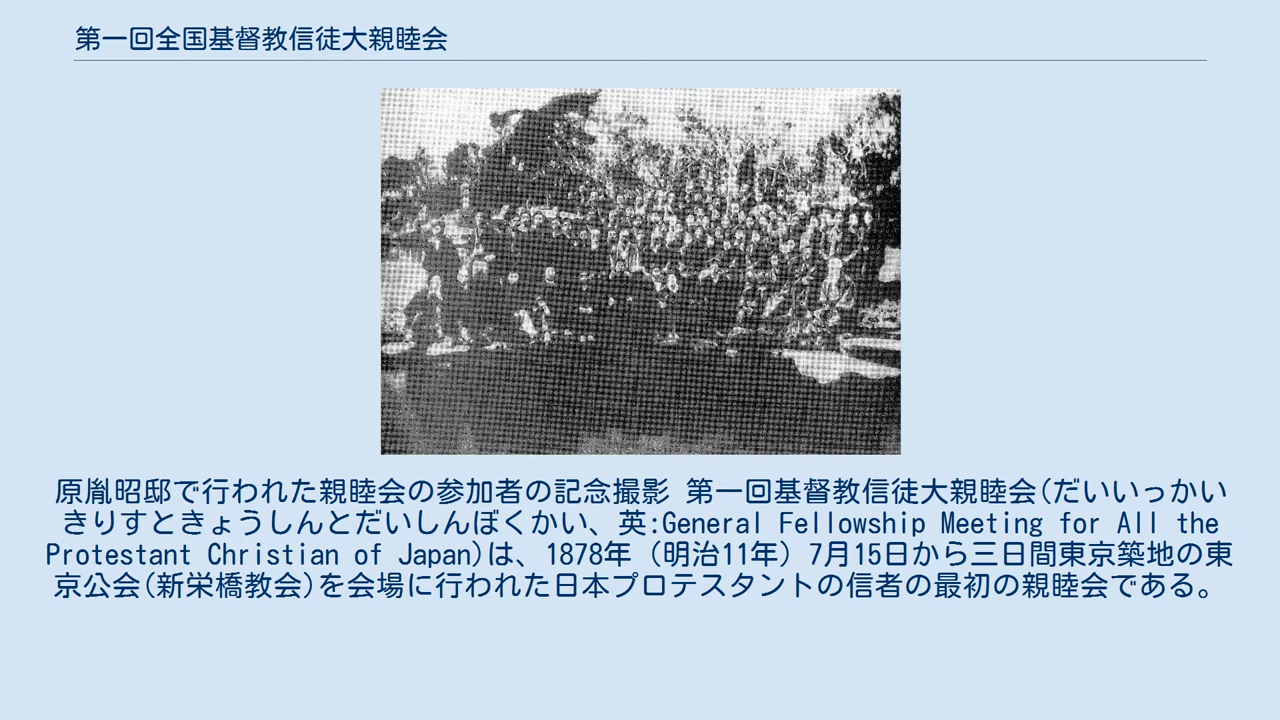 第一回全国基督教信徒大親睦会
原胤昭邸で行われた親睦会の参加者の記念撮影 第一回基督教信徒大親睦会(だいいっかい
きりすときょうしんとだいしんぼくかい、英:General Fellowship Meeting for All the
Protestant Christian of Japan)は、1878年（明治11年）7月15日から三日間東京築地の東
京公会(新栄橋教会)を会場に行われた日本プロテスタントの信者の最初の親睦会である。